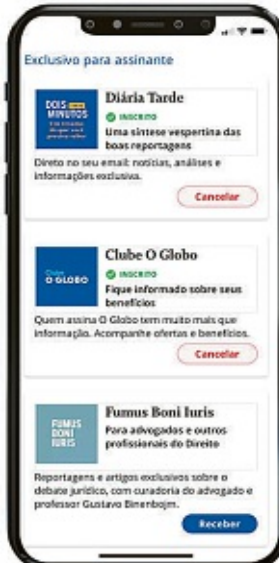 Exclusivo para assinante
DOIS
MINUTOS
Diária Tarde
INSCRITO
Uma síntese vespertina das
boas reportagens
Direto no seu email: notícias, análises e
informações exclusiva.
Cancelar
Clube
O GLOBO
Clube O Globo
INSCRITO
Fique informado sobre seus
benefícios
Quem assina O Globo tem muito mais que
informação. Acompanhe ofertas e benefícios.
Cancelar
FUMUS
BONI
IURIS
Fumus Boni Iuris
Para advogados e outros
profissionais do Direito
Reportagens e artigos exclusivos sobre o
debate jurídico, com curadoria do advogado e
professor Gustavo Binenbojm.
Receber